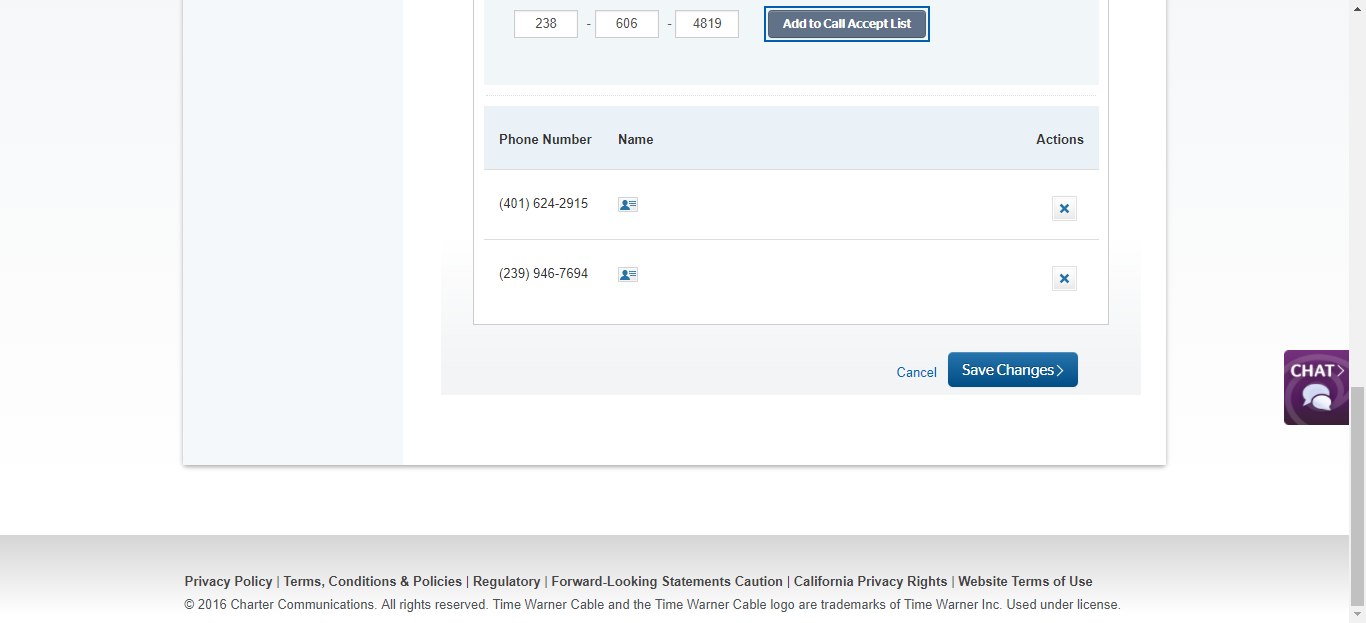 238 - 606 - 4819 Add to Call Accept List
Phone Number Name Actions
(401) 624-2915
(239) 946-7694
CHAT
Cancel Save Changes
Privacy Policy | Terms, Conditions & Policies | Regulatory | Forward-Looking Statements Caution | California Privacy Rights | Website Terms of Use
© 2016 Charter Communications. All rights reserved. Time Warner Cable and the Time Warner Cable logo are trademarks of Time Warner Inc. Used under license.